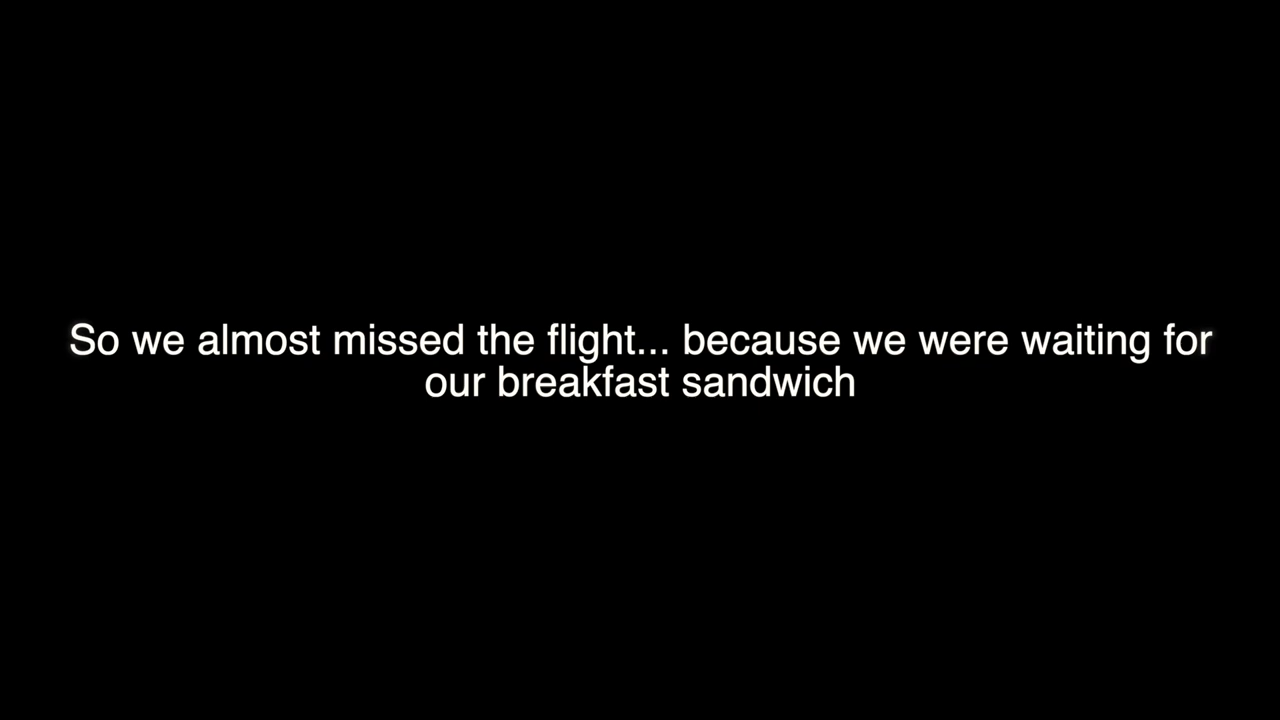 So we almost missed the flight... because we were waiting for
our breakfast sandwich